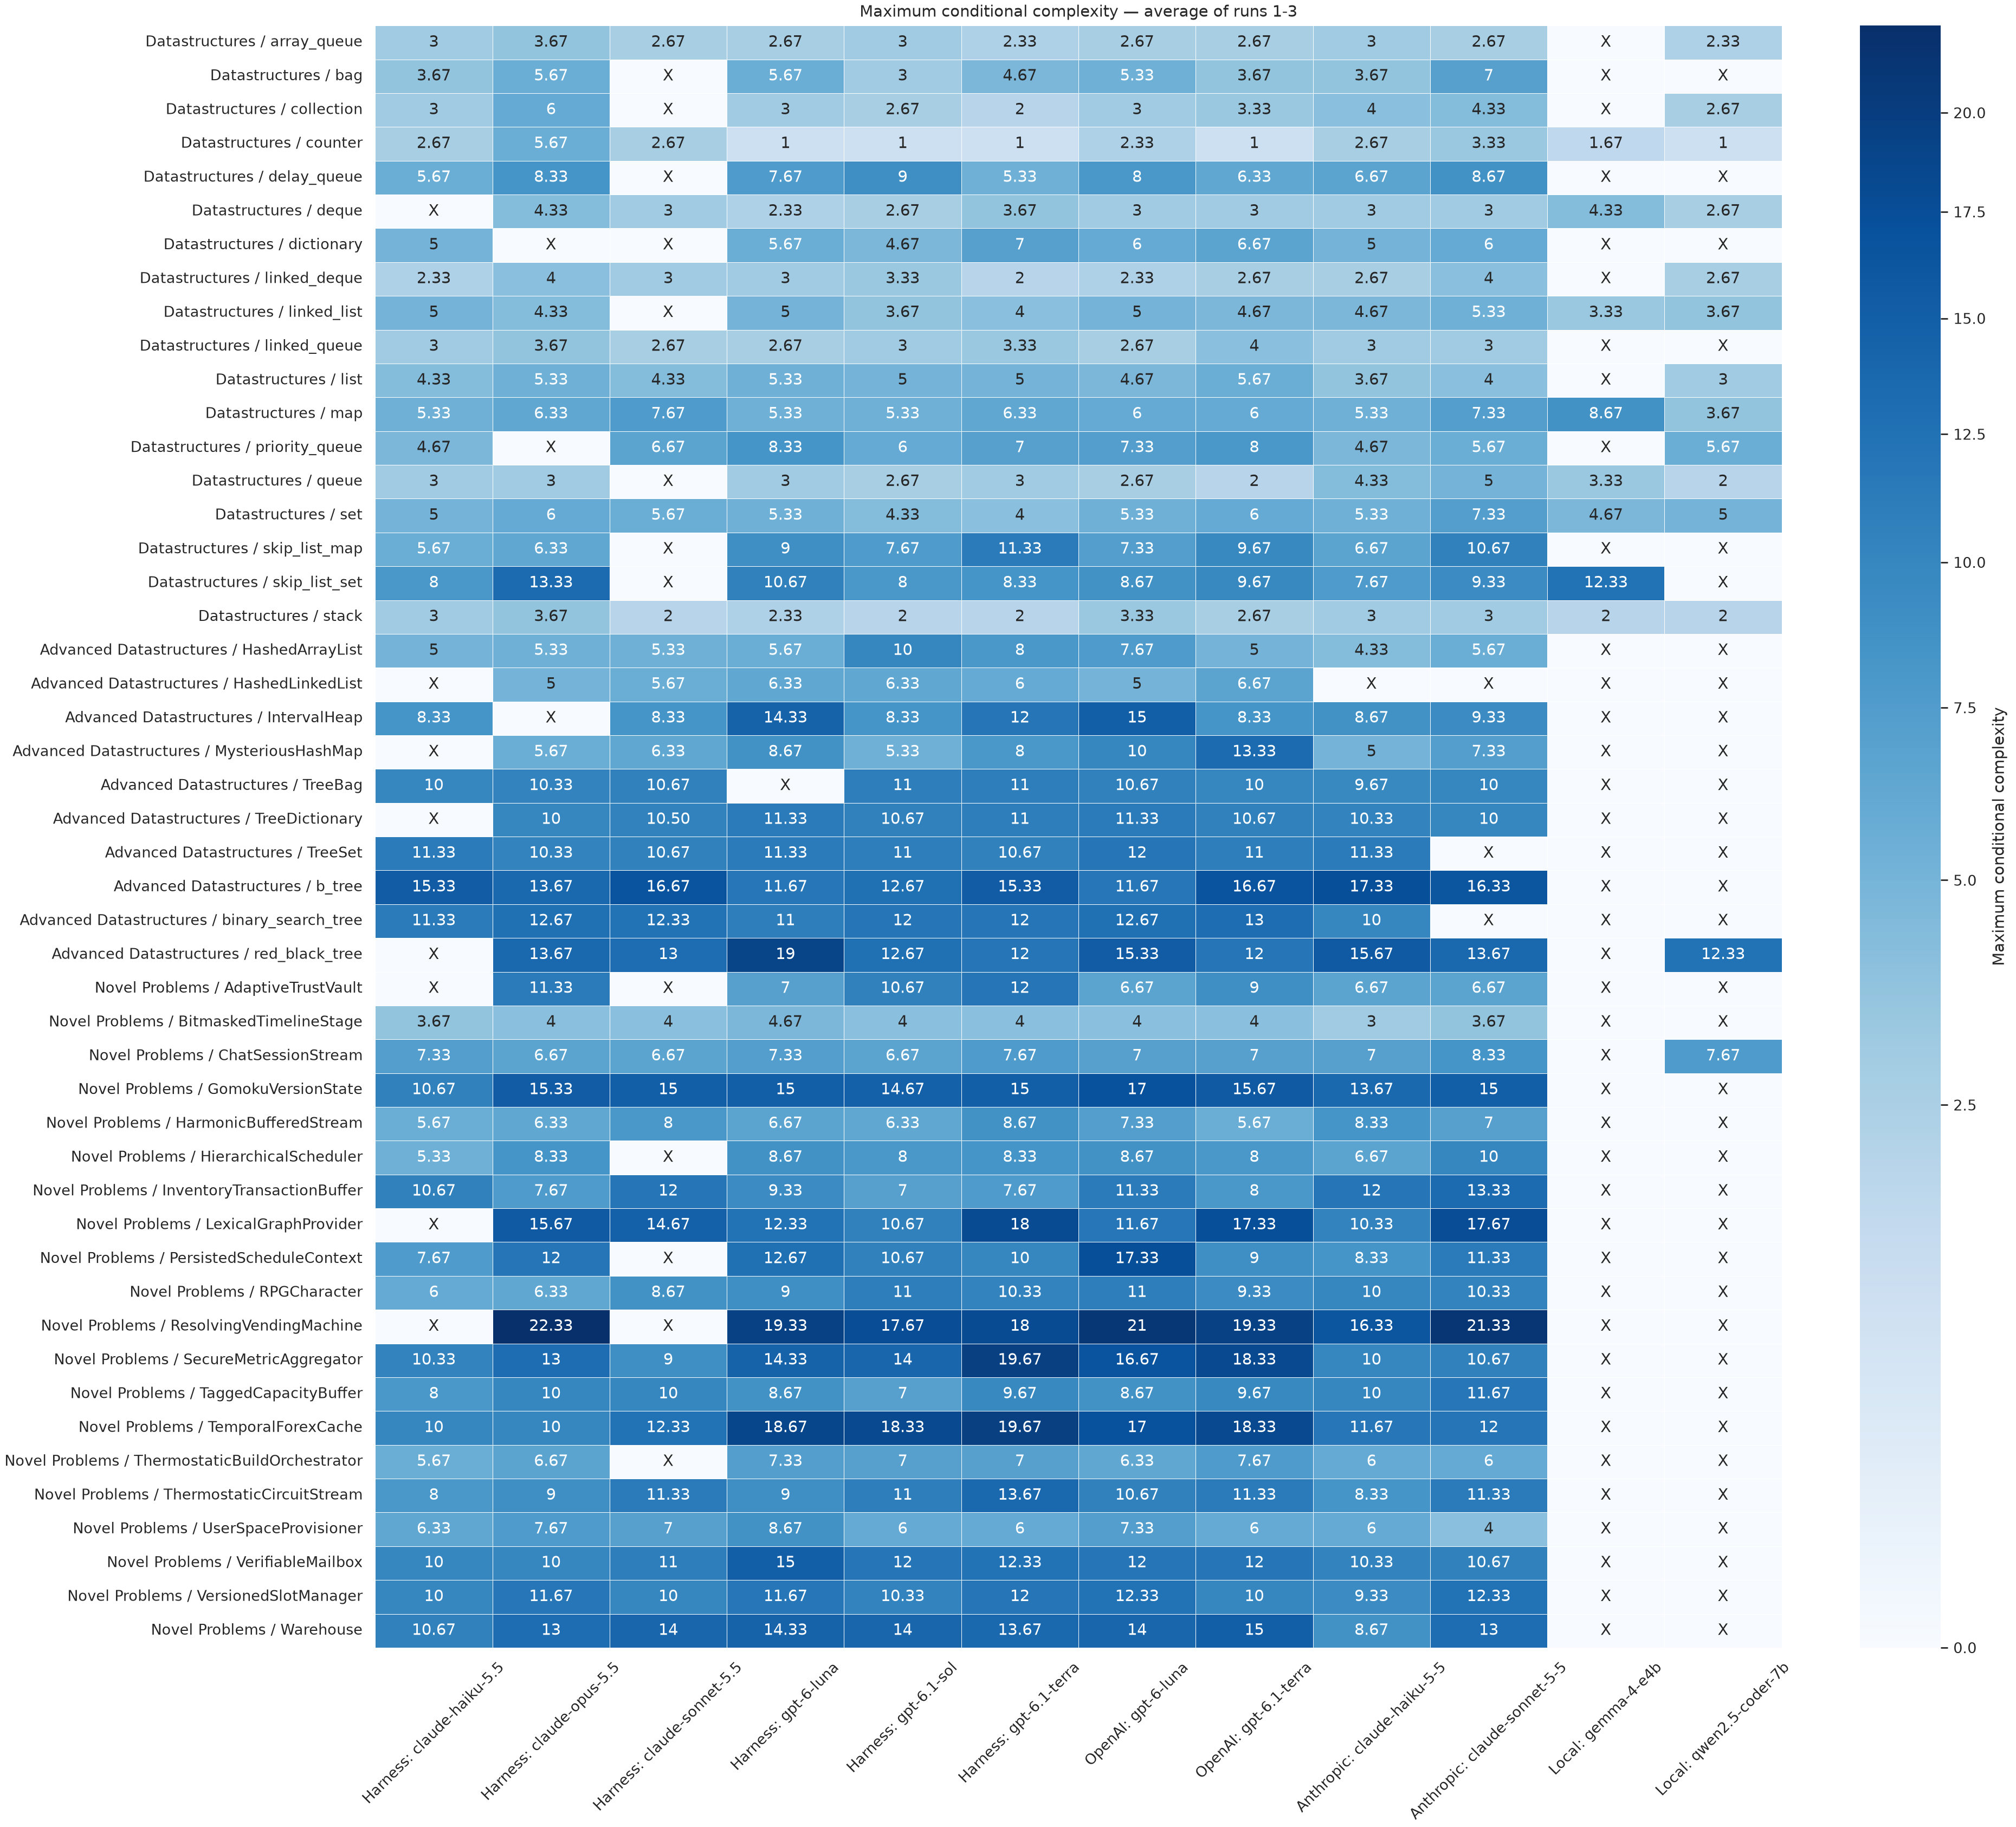 Maximum conditional complexity — average of runs 1-3
Datastructures / array_queue 3 3.67 2.67 2.67 3 2.33 2.67 2.67 3 2.67 X 2.33
Datastructures / bag 3.67 5.67 X 5.67 3 4.67 5.33 3.67 3.67 7 X X
Datastructures / collection 3 6 X 3 2.67 2 3 3.33 4 4.33 X 2.67
Datastructures / counter 2.67 5.67 2.67 1 1 1 2.33 1 2.67 3.33 1.67 1
Datastructures / delay_queue 5.67 8.33 X 7.67 9 5.33 8 6.33 6.67 8.67 X X
Datastructures / deque X 4.33 3 2.33 2.67 3.67 3 3 3 3 4.33 2.67
Datastructures / dictionary 5 X X 5.67 4.67 7 6 6.67 5 6 X X
Datastructures / linked_deque 2.33 4 3 3 3.33 2 2.33 2.67 2.67 4 X 2.67
Datastructures / linked_list 5 4.33 X 5 3.67 4 5 4.67 4.67 5.33 3.33 3.67
Datastructures / linked_queue 3 3.67 2.67 2.67 3 3.33 2.67 4 3 3 X X
Datastructures / list 4.33 5.33 4.33 5.33 5 5 4.67 5.67 3.67 4 X 3
Datastructures / map 5.33 6.33 7.67 5.33 5.33 6.33 6 6 5.33 7.33 8.67 3.67
Datastructures / priority_queue 4.67 X 6.67 8.33 6 7 7.33 8 4.67 5.67 X 5.67
Datastructures / queue 3 3 X 3 2.67 3 2.67 2 4.33 5 3.33 2
Datastructures / set 5 6 5.67 5.33 4.33 4 5.33 6 5.33 7.33 4.67 5
Datastructures / skip_list_map 5.67 6.33 X 9 7.67 11.33 7.33 9.67 6.67 10.67 X X
Datastructures / skip_list_set 8 13.33 X 10.67 8 8.33 8.67 9.67 7.67 9.33 12.33 X
Datastructures / stack 3 3.67 2 2.33 2 2 3.33 2.67 3 3 2 2
Advanced Datastructures / HashedArrayList 5 5.33 5.33 5.67 10 8 7.67 5 4.33 5.67 X X
Advanced Datastructures / HashedLinkedList X 5 5.67 6.33 6.33 6 5 6.67 X X X X
Advanced Datastructures / IntervalHeap 8.33 X 8.33 14.33 8.33 12 15 8.33 8.67 9.33 X X
Advanced Datastructures / MysteriousHashMap X 5.67 6.33 8.67 5.33 8 10 13.33 5 7.33 X X
Advanced Datastructures / TreeBag 10 10.33 10.67 X 11 11 10.67 10 9.67 10 X X
Advanced Datastructures / TreeDictionary X 10 10.50 11.33 10.67 11 11.33 10.67 10.33 10 X X
Advanced Datastructures / TreeSet 11.33 10.33 10.67 11.33 11 10.67 12 11 11.33 X X X
Advanced Datastructures / b_tree 15.33 13.67 16.67 11.67 12.67 15.33 11.67 16.67 17.33 16.33 X X
Advanced Datastructures / binary_search_tree 11.33 12.67 12.33 11 12 12 12.67 13 10 X X X
Advanced Datastructures / red_black_tree X 13.67 13 19 12.67 12 15.33 12 15.67 13.67 X 12.33
Novel Problems / AdaptiveTrustVault X 11.33 X 7 10.67 12 6.67 9 6.67 6.67 X X
Novel Problems / BitmaskedTimelineStage 3.67 4 4 4.67 4 4 4 4 3 3.67 X X
Novel Problems / ChatSessionStream 7.33 6.67 6.67 7.33 6.67 7.67 7 7 7 8.33 X 7.67
Novel Problems / GomokuVersionState 10.67 15.33 15 15 14.67 15 17 15.67 13.67 15 X X
Novel Problems / HarmonicBufferedStream 5.67 6.33 8 6.67 6.33 8.67 7.33 5.67 8.33 7 X X
Novel Problems / HierarchicalScheduler 5.33 8.33 X 8.67 8 8.33 8.67 8 6.67 10 X X
Novel Problems / InventoryTransactionBuffer 10.67 7.67 12 9.33 7 7.67 11.33 8 12 13.33 X X
Novel Problems / LexicalGraphProvider X 15.67 14.67 12.33 10.67 18 11.67 17.33 10.33 17.67 X X
Novel Problems / PersistedScheduleContext 7.67 12 X 12.67 10.67 10 17.33 9 8.33 11.33 X X
Novel Problems / RPGCharacter 6 6.33 8.67 9 11 10.33 11 9.33 10 10.33 X X
Novel Problems / ResolvingVendingMachine X 22.33 X 19.33 17.67 18 21 19.33 16.33 21.33 X X
Novel Problems / SecureMetricAggregator 10.33 13 9 14.33 14 19.67 16.67 18.33 10 10.67 X X
Novel Problems / TaggedCapacityBuffer 8 10 10 8.67 7 9.67 8.67 9.67 10 11.67 X X
Novel Problems / TemporalForexCache 10 10 12.33 18.67 18.33 19.67 17 18.33 11.67 12 X X
Novel Problems / ThermostaticBuildOrchestrator 5.67 6.67 X 7.33 7 7 6.33 7.67 6 6 X X
Novel Problems / ThermostaticCircuitStream 8 9 11.33 9 11 13.67 10.67 11.33 8.33 11.33 X X
Novel Problems / UserSpaceProvisioner 6.33 7.67 7 8.67 6 6 7.33 6 6 4 X X
Novel Problems / VerifiableMailbox 10 10 11 15 12 12.33 12 12 10.33 10.67 X X
Novel Problems / VersionedSlotManager 10 11.67 10 11.67 10.33 12 12.33 10 9.33 12.33 X X
Novel Problems / Warehouse 10.67 13 14 14.33 14 13.67 14 15 8.67 13 X X
Harness: claude-haiku-5.5
Harness: claude-opus-5.5
Harness: claude-sonnet-5.5
Harness: gpt-6-luna
Harness: gpt-6.1-sol
Harness: gpt-6.1-terra
OpenAI: gpt-6-luna
OpenAI: gpt-6.1-terra
Anthropic: claude-haiku-5-5
Anthropic: claude-sonnet-5-5
Local: gemma-4-e4b
Local: qwen2.5-coder-7b
20.0
17.5
15.0
12.5
10.0
7.5
5.0
2.5
0.0
Maximum conditional complexity